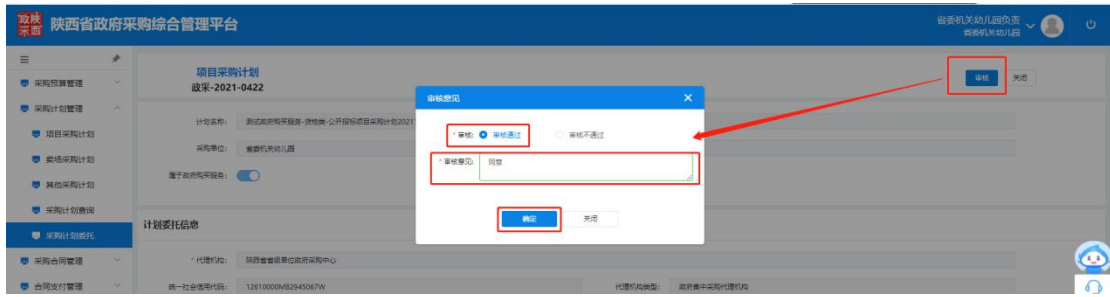 政陕
采西
陕西省政府采购综合管理平台
省委机关幼儿园负责
省委机关幼儿园
采购预算管理
采购计划管理
项目采购计划
卖场采购计划
其他采购计划
采购计划查询
采购计划委托
采购合同管理
合同支付管理
项目采购计划
政采-2021-0422
审核
关闭
计划名称:
测试政府购买服务-货物类-公开招标项目采购计划2021
采购单位:
省委机关幼儿园
属于政府购买服务:
计划委托信息
* 代理机构:
陕西省省级单位政府采购中心
统一社会信用代码:
12610000MB2945067W
代理机构类型:
政府集中采购代理机构
审核意见
* 审核:
审核通过
审核不通过
* 审核意见:
同意
确定
关闭